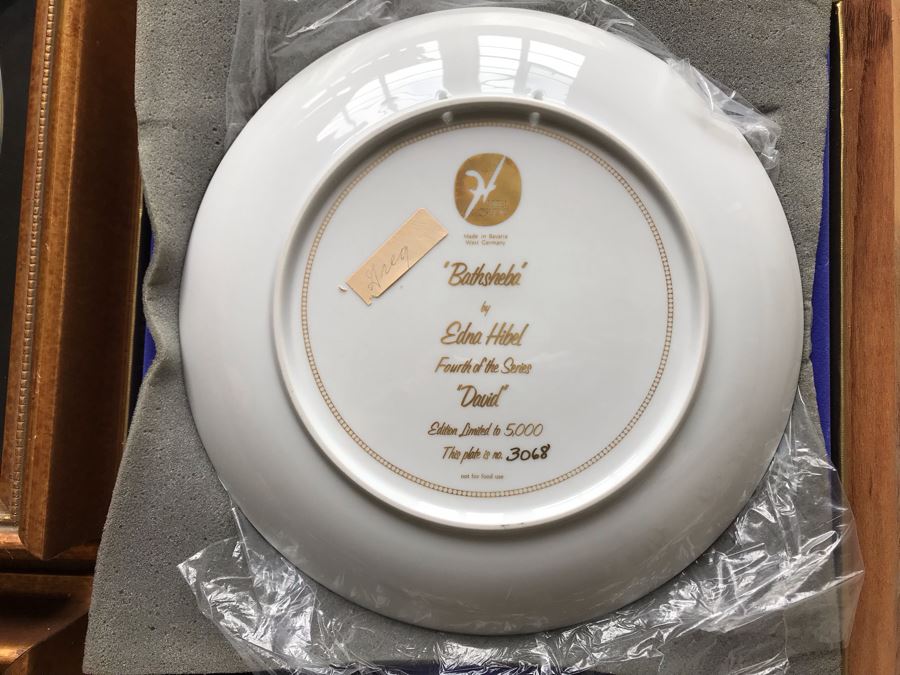 Made in Bavaria
West Germany
Greg
"Bathsheba"
by
Edna Hibel
Fourth of the Series
"David"
Edition Limited to 5,000
This plate is no. 3068
not for food use